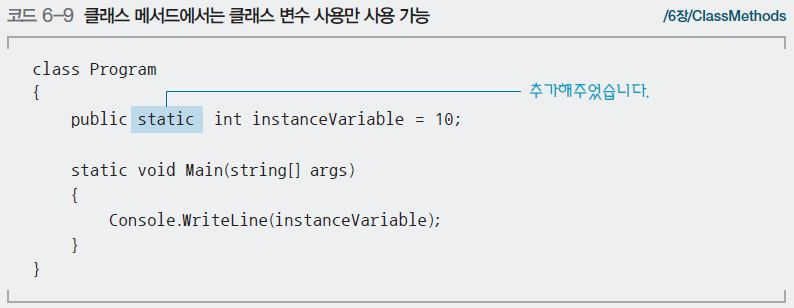 코드 6-9 클래스 메서드에서는 클래스 변수 사용만 사용 가능 /6장/ClassMethods
class Program
{
추가해주었습니다.
public static int instanceVariable = 10;
static void Main(string[] args)
{
Console.WriteLine(instanceVariable);
}
}